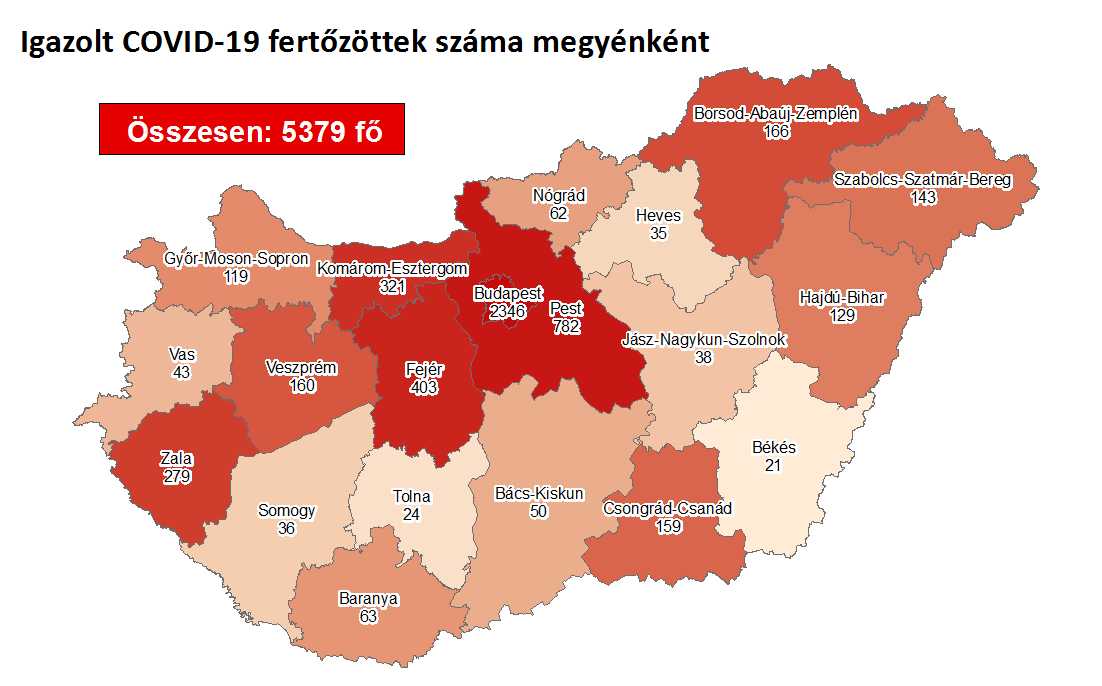 Igazolt COVID-19 fertőzöttek száma megyénként
Összesen: 5379 fő
Borsod-Abaúj-Zemplén
166
Szabolcs-Szatmár-Bereg
143
Nógrád
62
Heves
35
Győr-Moson-Sopron
119
Komárom-Esztergom
321
Budapest
2346
Pest
782
Hajdú-Bihar
129
Jász-Nagykun-Szolnok
38
Vas
43
Veszprém
160
Fejér
403
Zala
279
Békés
21
Somogy
36
Tolna
24
Bács-Kiskun
50
Csongrád-Csanád
159
Baranya
63